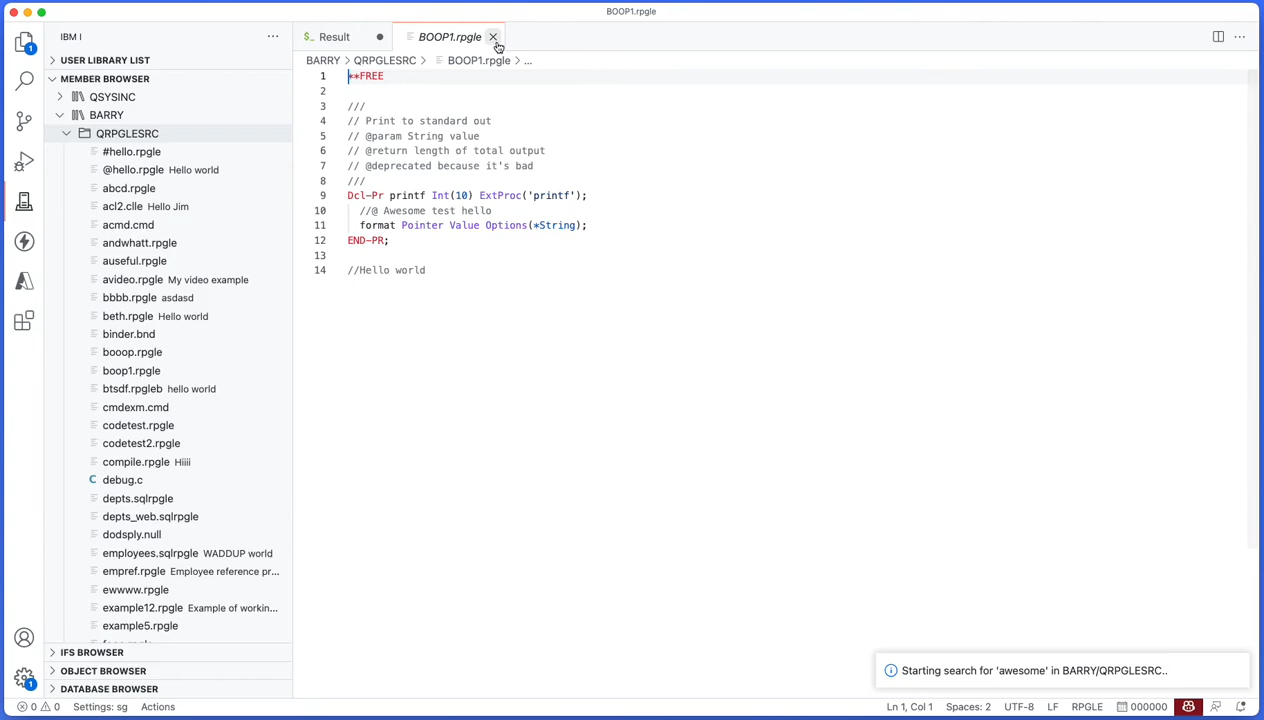 BOOP1.rpgle
IBM I
USER LIBRARY LIST
MEMBER BROWSER
QSYSINC
BARRY
QRPGLESRC
#hello.rpgle
@hello.rpgle Hello world
abcd.rpgle
acl2.clle Hello Jim
acmd.cmd
andwhatt.rpgle
auseful.rpgle
avideo.rpgle My video example
bbbb.rpgle asdasd
beth.rpgle Hello world
binder.bnd
booop.rpgle
boop1.rpgle
btsdf.rpgleb hello world
cmdexm.cmd
codetest.rpgle
codetest2.rpgle
compile.rpgle Hiiii
C debug.c
depts.sqlrpgle
depts_web.sqlrpgle
dodsply.null
employees.sqlrpgle WADDUP world
empref.rpgle Employee reference pr...
ewwww.rpgle
example12.rpgle Example of workin...
example5.rpgle
IFS BROWSER
OBJECT BROWSER
DATABASE BROWSER
1
1
$_ Result
BOOP1.rpgle
BARRY > QRPGLESRC > BOOP1.rpgle > ...
1 **FREE
2
3 ///
4 // Print to standard out
5 // @param String value
6 // @return length of total output
7 // @deprecated because it's bad
8 ///
9 Dcl-Pr printf Int(10) ExtProc('printf');
10 //@ Awesome test hello
11 format Pointer Value Options(*String);
12 END-PR;
13
14 //Hello world
Starting search for 'awesome' in BARRY/QRPGLESRC..
0 0 Settings: sg Actions
Ln 1, Col 1 Spaces: 2 UTF-8 LF RPGLE 000000